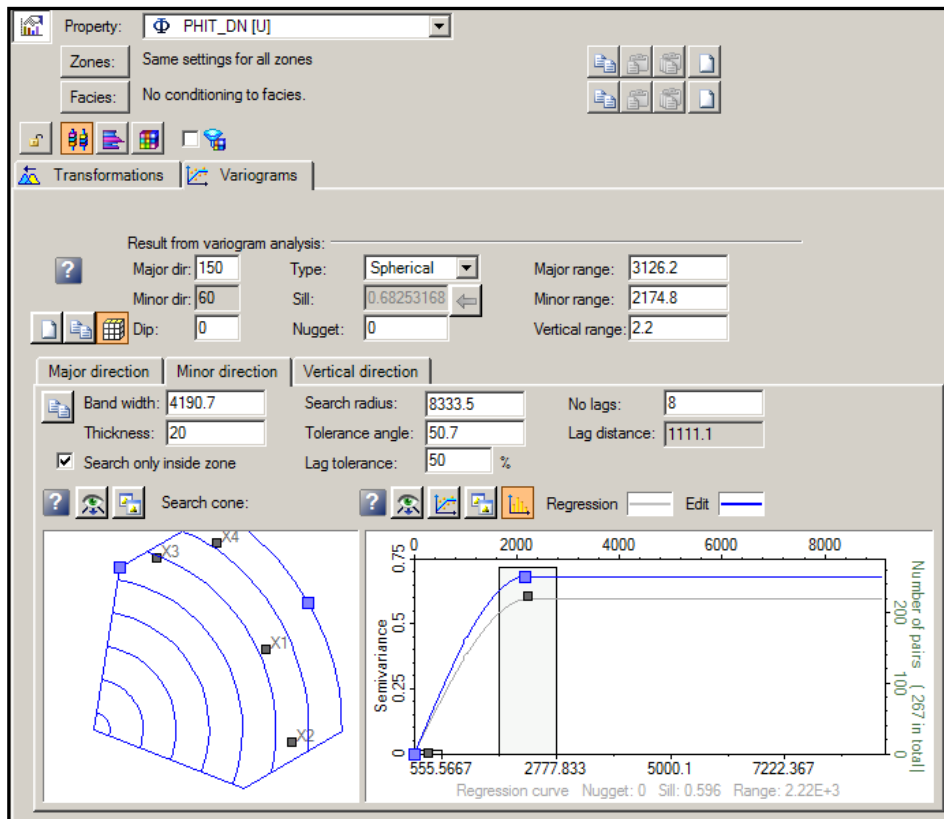 Property: Φ PHIT_DN [U]
Zones: Same settings for all zones
Facies: No conditioning to facies.
Transformations Variograms
Result from variogram analysis:
? Major dir: 150 Type: Spherical Major range: 3126.2
Minor dir: 60 Sill: 0.68253168 Minor range: 2174.8
Dip: 0 Nugget: 0 Vertical range: 2.2
Major direction Minor direction Vertical direction
Band width: 4190.7 Search radius: 8333.5 No lags: 8
Thickness: 20 Tolerance angle: 50.7 Lag distance: 1111.1
Search only inside zone Lag tolerance: 50 %
? Search cone: ? Regression Edit
X4
X3
X1
X2
0 2000 4000 6000 8000
0.75
0.5
0.25
0
Semivariance
200
100
0
Number of pairs ( 267 in total)
555.5667 2777.833 5000.1 7222.367
Regression curve Nugget: 0 Sill: 0.596 Range: 2.22E+3